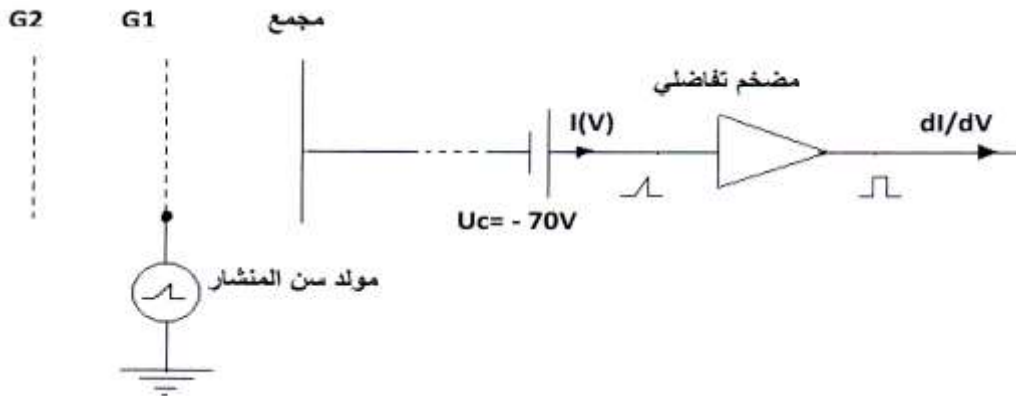 G2 G1 مجمع
مضخم تفاضلي
I(V) dI/dV
Uc= - 70V
مولد سن المنشار